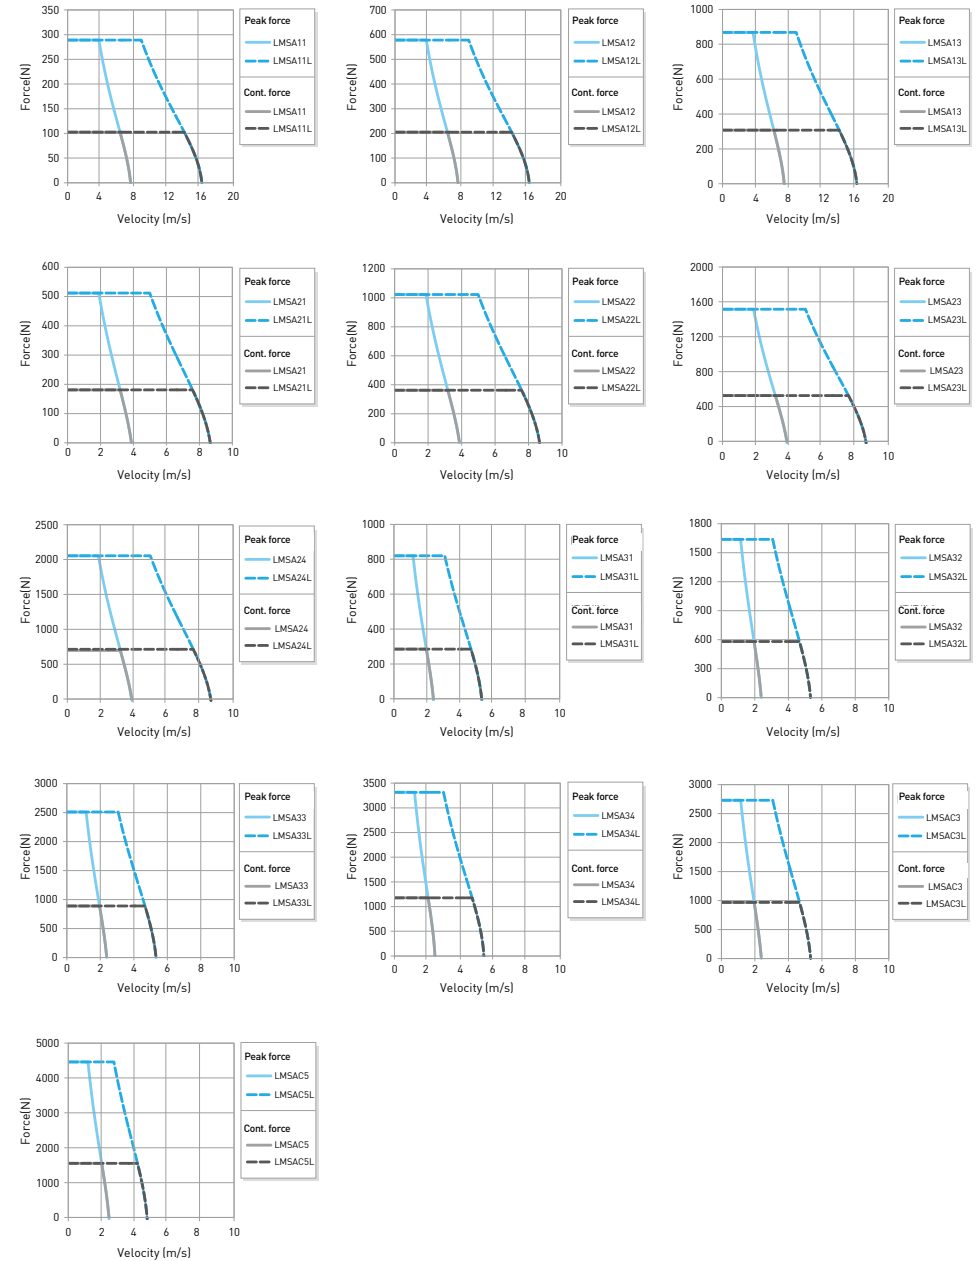 350
300
250
200
150
100
50
0
Force(N)
0 4 8 12 16 20
Velocity (m/s)
Peak force
LMSA11
LMSA11L
Cont. force
LMSA11
LMSA11L
700
600
500
400
300
200
100
0
Force(N)
0 4 8 12 16 20
Velocity (m/s)
Peak force
LMSA12
LMSA12L
Cont. force
LMSA12
LMSA12L
1000
800
600
400
200
0
Force(N)
0 4 8 12 16 20
Velocity (m/s)
Peak force
LMSA13
LMSA13L
Cont. force
LMSA13
LMSA13L
600
500
400
300
200
100
0
Force(N)
0 2 4 6 8 10
Velocity (m/s)
Peak force
LMSA21
LMSA21L
Cont. force
LMSA21
LMSA21L
1200
1000
800
600
400
200
0
Force(N)
0 2 4 6 8 10
Velocity (m/s)
Peak force
LMSA22
LMSA22L
Cont. force
LMSA22
LMSA22L
2000
1600
1200
800
400
0
Force(N)
0 2 4 6 8 10
Velocity (m/s)
Peak force
LMSA23
LMSA23L
Cont. force
LMSA23
LMSA23L
2500
2000
1500
1000
500
0
Force(N)
0 2 4 6 8 10
Velocity (m/s)
Peak force
LMSA24
LMSA24L
Cont. force
LMSA24
LMSA24L
1000
800
600
400
200
0
Force(N)
0 2 4 6 8 10
Velocity (m/s)
Peak force
LMSA31
LMSA31L
Cont. force
LMSA31
LMSA31L
1800
1500
1200
900
600
300
0
Force(N)
0 2 4 6 8 10
Velocity (m/s)
Peak force
LMSA32
LMSA32L
Cont. force
LMSA32
LMSA32L
3000
2500
2000
1500
1000
500
0
Force(N)
0 2 4 6 8 10
Velocity (m/s)
Peak force
LMSA33
LMSA33L
Cont. force
LMSA33
LMSA33L
3500
3000
2500
2000
1500
1000
500
0
Force(N)
0 2 4 6 8 10
Velocity (m/s)
Peak force
LMSA34
LMSA34L
Cont. force
LMSA34
LMSA34L
3000
2500
2000
1500
1000
500
0
Force(N)
0 2 4 6 8 10
Velocity (m/s)
Peak force
LMSAC3
LMSAC3L
Cont. force
LMSAC3
LMSAC3L
5000
4000
3000
2000
1000
0
Force(N)
0 2 4 6 8 10
Velocity (m/s)
Peak force
LMSAC5
LMSAC5L
Cont. force
LMSAC5
LMSAC5L